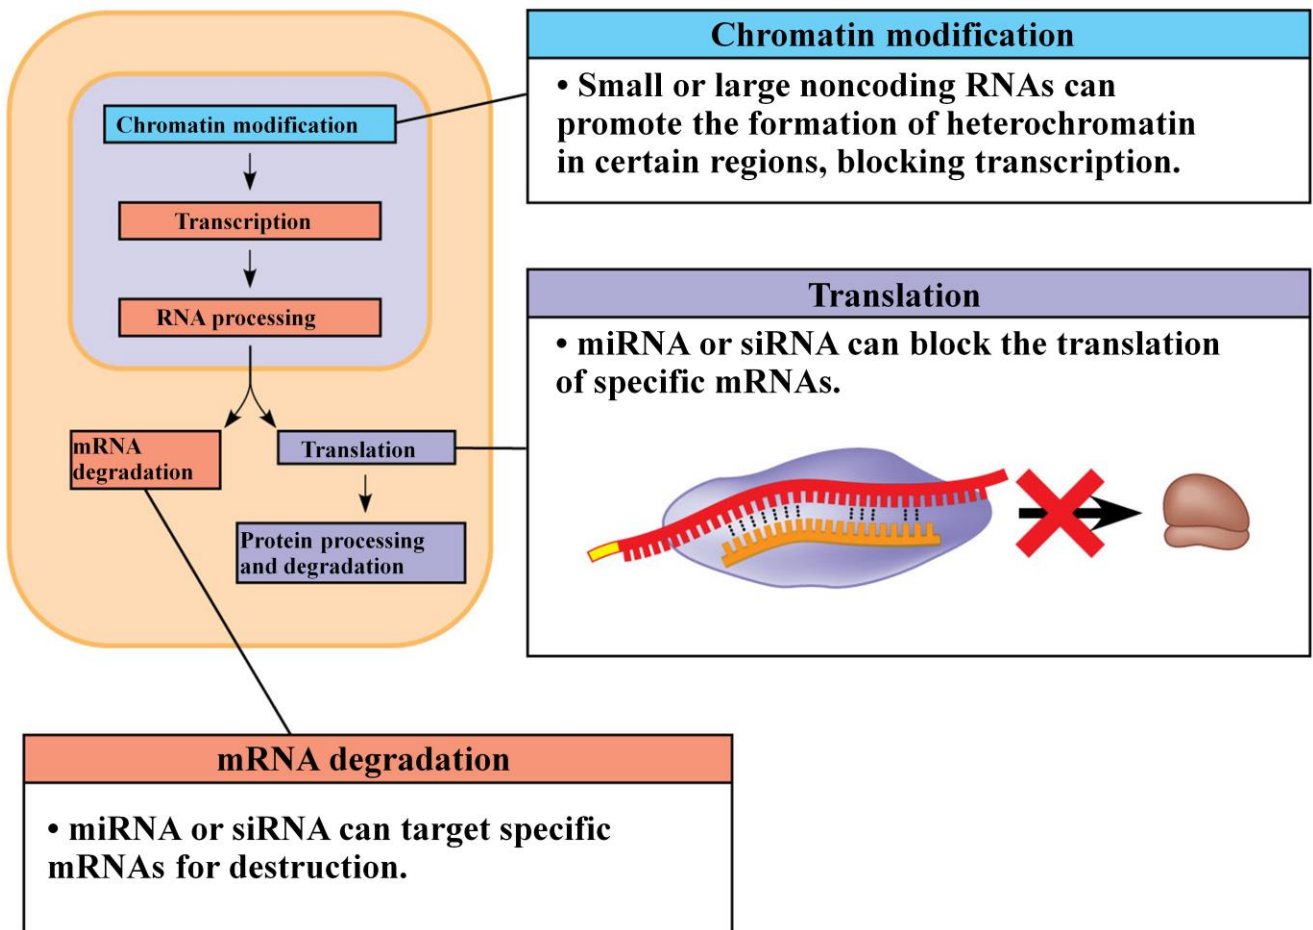 Chromatin modification
Transcription
RNA processing
mRNA
degradation
Translation
Protein processing
and degradation
Chromatin modification
• Small or large noncoding RNAs can
promote the formation of heterochromatin
in certain regions, blocking transcription.
Translation
• miRNA or siRNA can block the translation
of specific mRNAs.
mRNA degradation
• miRNA or siRNA can target specific
mRNAs for destruction.